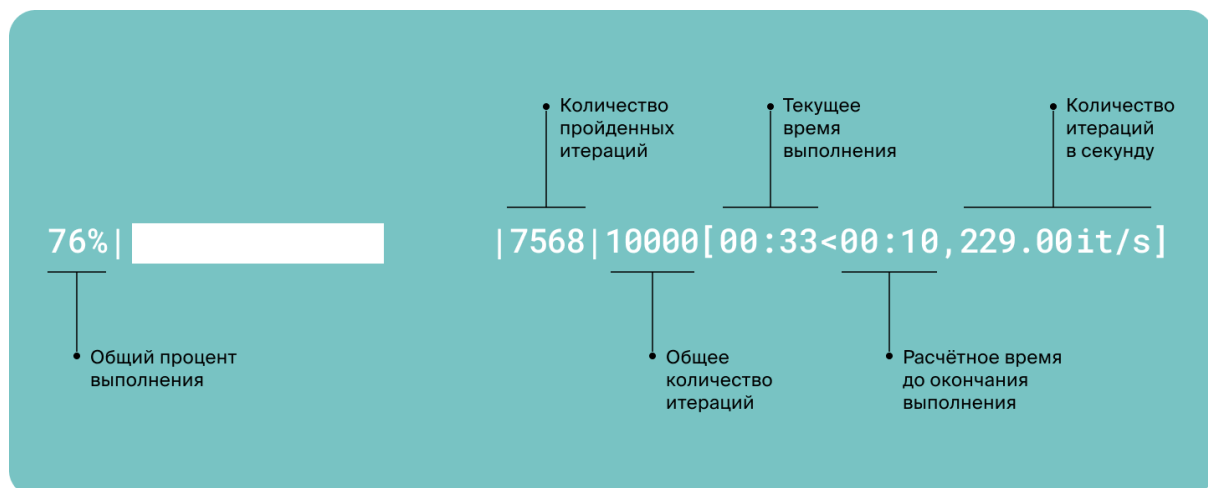 Количество
пройденных
итераций
Текущее
время
выполнения
Количество
итераций
в секунду
76%| |7568|10000[00:33<00:10,229.00it/s]
Общий процент
выполнения
Общее
количество
итераций
Расчётное время
до окончания
выполнения